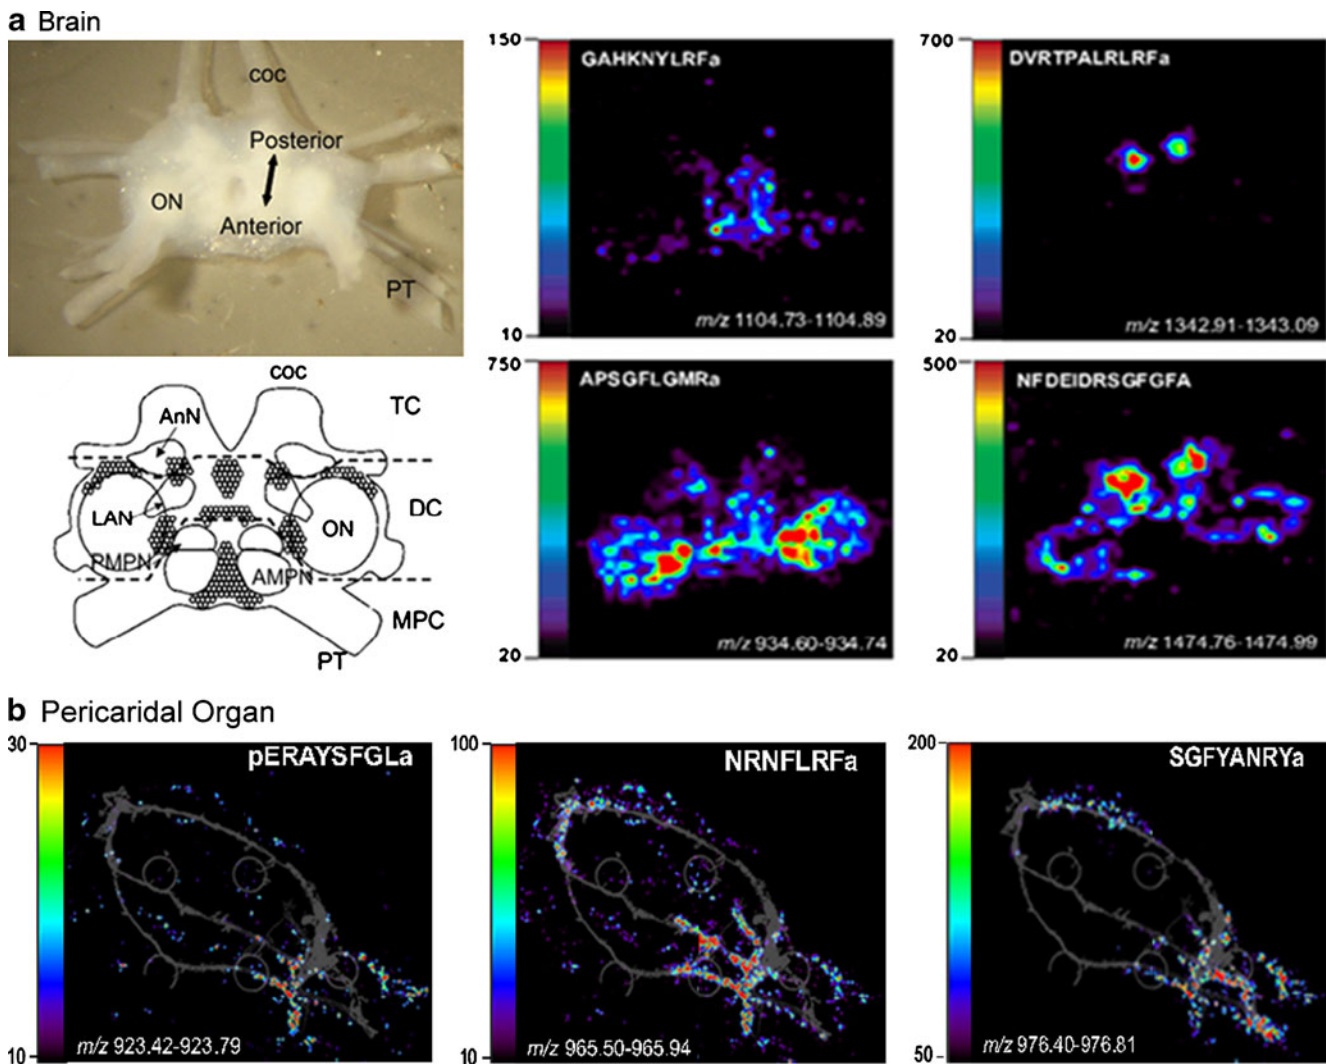 a Brain
coc
Posterior
ON
Anterior
PT
150
GAHKNYLRFa
10
m/z 1104.73-1104.89
700
DVRTPALRLRFa
20
m/z 1342.91-1343.09
coc
TC
AnN
DC
LAN
ON
PMPN
AMPN
MPC
PT
750
APSGFLGMRa
20
m/z 934.60-934.74
500
NFDEIDRSGFGFA
20
m/z 1474.76-1474.99
b Pericaridal Organ
30
pERAYSFGLa
10
m/z 923.42-923.79
100
NRNFLRFa
10
m/z 965.50-965.94
200
SGFYANRYa
50
m/z 976.40-976.81